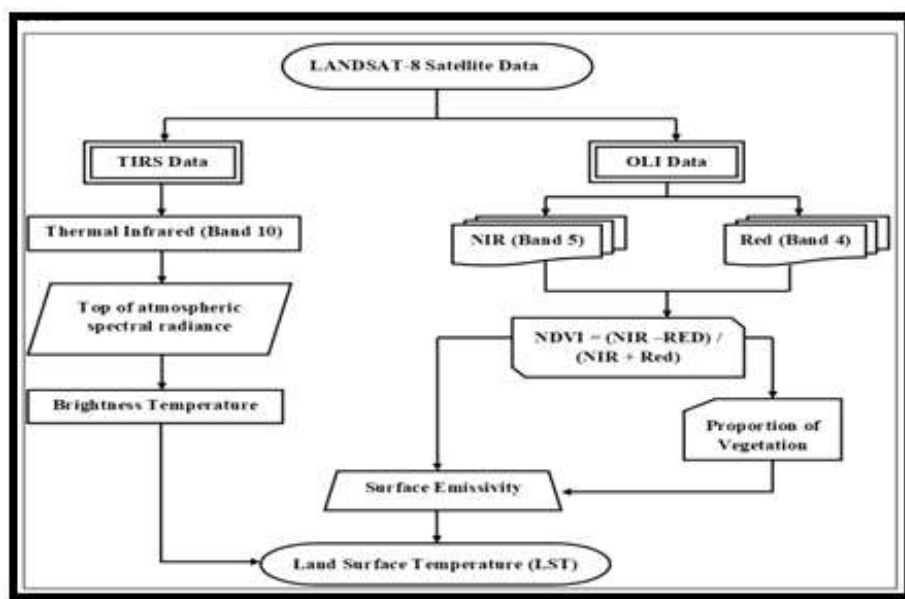 LANDSAT-8 Satellite Data
TIRS Data
OLI Data
Thermal Infrared (Band 10)
NIR (Band 5)
Red (Band 4)
Top of atmospheric
spectral radiance
NDVI = (NIR –RED) /
(NIR + Red)
Brightness Temperature
Proportion of
Vegetation
Surface Emissivity
Land Surface Temperature (LST)